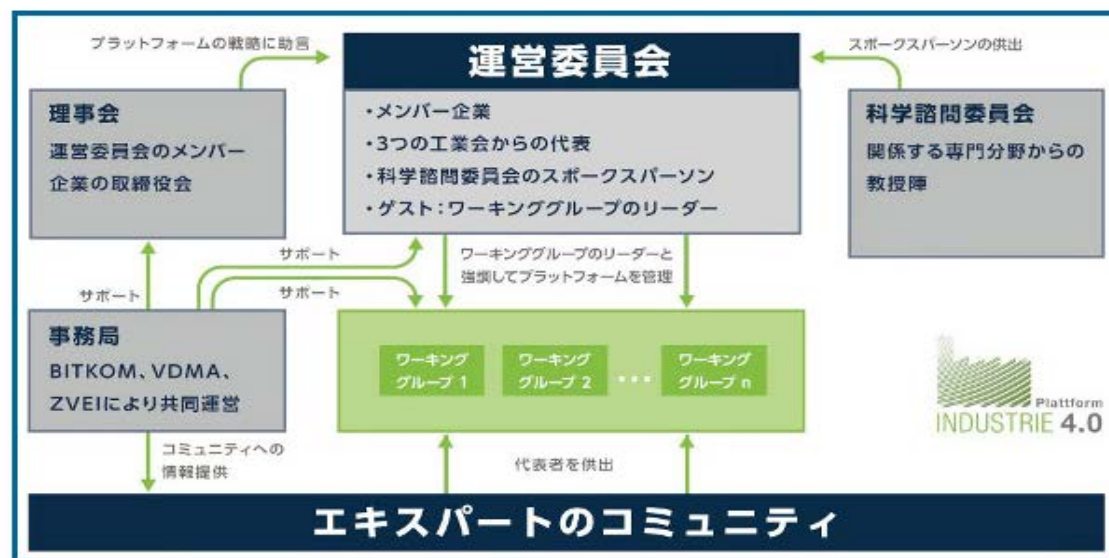 プラットフォームの戦略に助言
運営委員会
スポークスパーソンの供出
理事会
運営委員会のメンバー
企業の取締役会
・メンバー企業
・3つの工業会からの代表
・科学諮問委員会のスポークスパーソン
・ゲスト：ワーキンググループのリーダー
科学諮問委員会
関係する専門分野からの
教授陣
サポート
サポート
サポート
ワーキンググループのリーダーと
強調してプラットフォームを管理
事務局
BITKOM、VDMA、
ZVEIにより共同運営
ワーキング
グループ 1
ワーキング
グループ 2
・・・
ワーキング
グループ n
Plattform
INDUSTRIE 4.0
コミュニティへの
情報提供
代表者を供出
エキスパートのコミュニティ